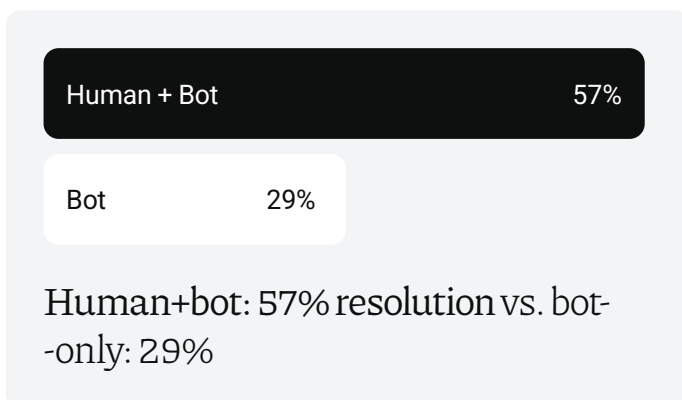 Human + Bot 57%
Bot 29%
Human+bot: 57% resolution vs. bot-
-only: 29%